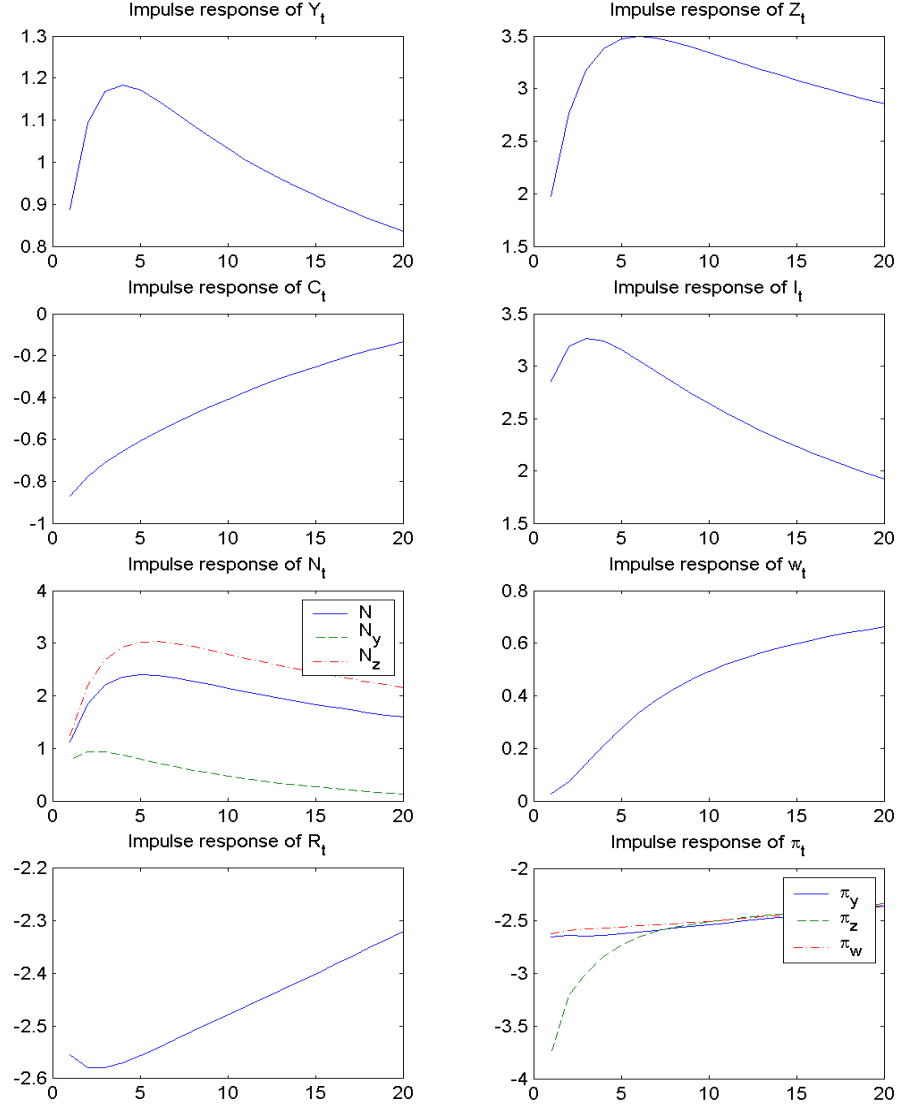 Impulse response of Y_t
1.3
1.2
1.1
1
0.9
0.8
0 5 10 15 20
Impulse response of Z_t
3.5
3
2.5
2
1.5
0 5 10 15 20
Impulse response of C_t
0
-0.2
-0.4
-0.6
-0.8
-1
0 5 10 15 20
Impulse response of I_t
3.5
3
2.5
2
1.5
0 5 10 15 20
Impulse response of N_t
4
3
2
1
0
N
N_y
N_z
0 5 10 15 20
Impulse response of w_t
0.8
0.6
0.4
0.2
0
0 5 10 15 20
Impulse response of R_t
-2.2
-2.3
-2.4
-2.5
-2.6
0 5 10 15 20
Impulse response of π_t
-2
-2.5
-3
-3.5
-4
π_y
π_z
π_w
0 5 10 15 20